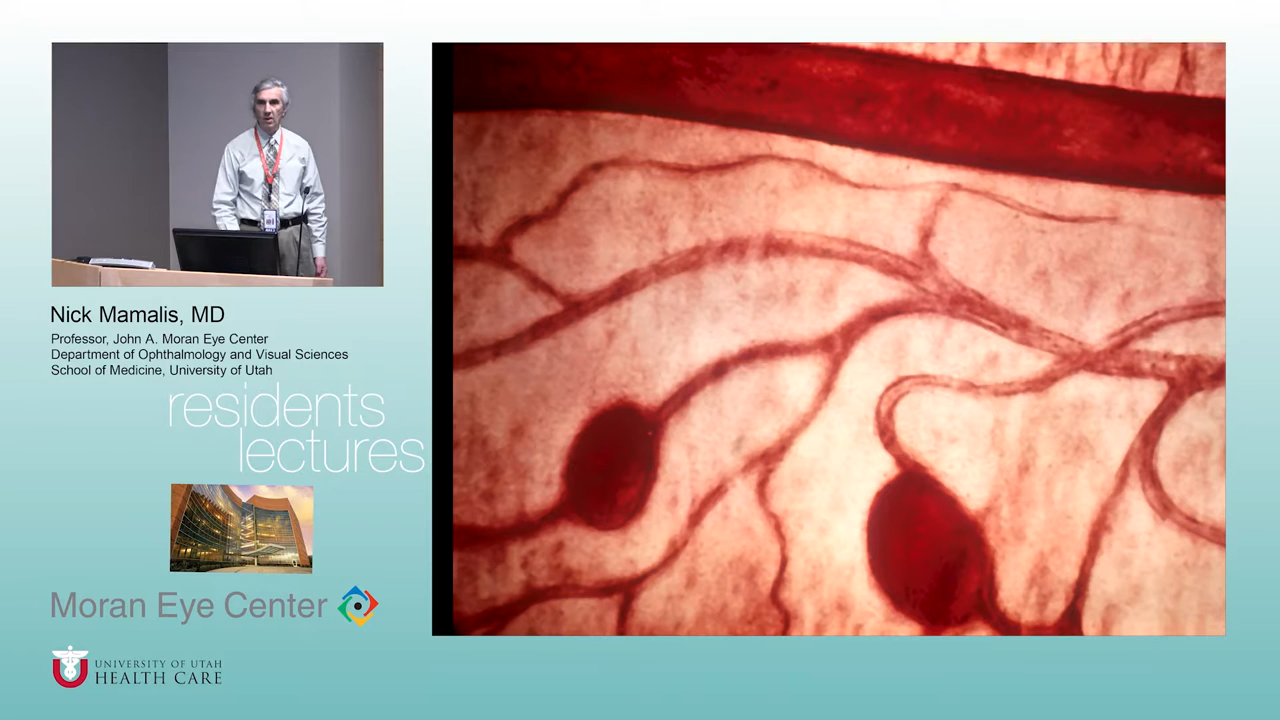 Nick Mamalis, MD
Professor, John A. Moran Eye Center
Department of Ophthalmology and Visual Sciences
School of Medicine, University of Utah
residents
lectures
Moran Eye Center
UNIVERSITY OF UTAH
HEALTH CARE